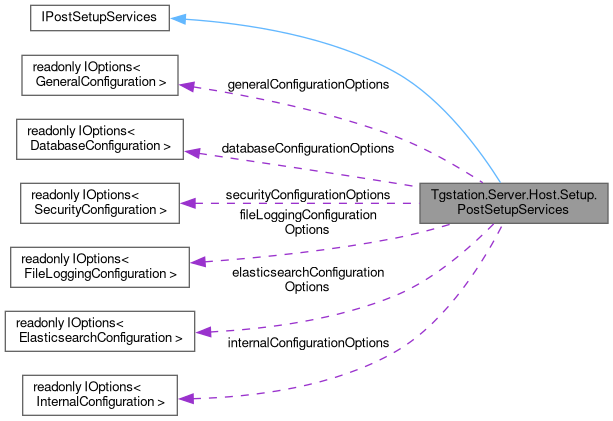 IPostSetupServices
readonly IOptions<
GeneralConfiguration >
generalConfigurationOptions
readonly IOptions<
DatabaseConfiguration >
databaseConfigurationOptions
readonly IOptions<
SecurityConfiguration >
securityConfigurationOptions
Tgstation.Server.Host.Setup.
PostSetupServices
fileLoggingConfiguration
Options
readonly IOptions<
FileLoggingConfiguration >
elasticsearchConfiguration
Options
readonly IOptions<
ElasticsearchConfiguration >
internalConfigurationOptions
readonly IOptions<
InternalConfiguration >